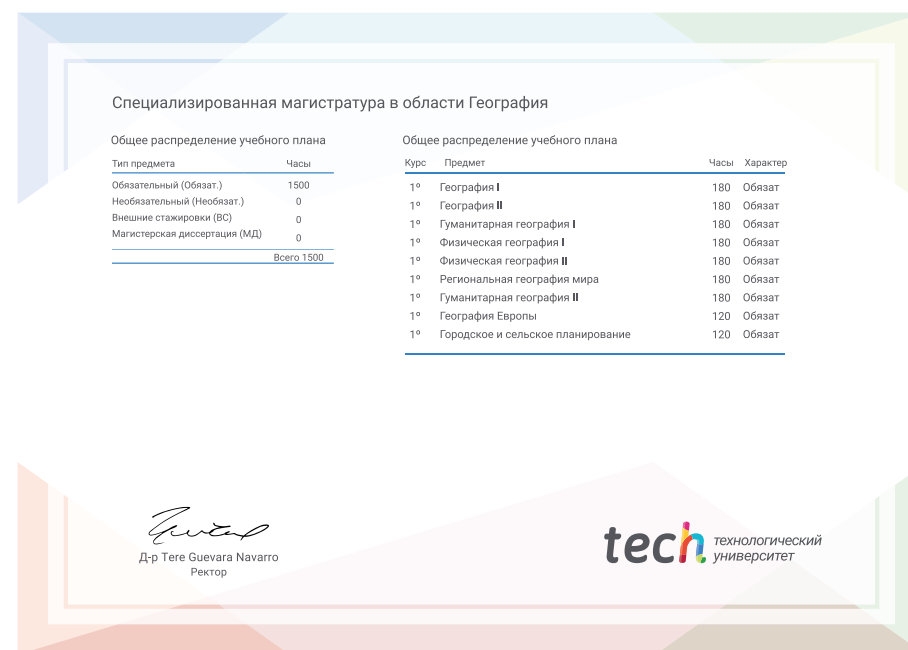 Специализированная магистратура в области География
Общее распределение учебного плана
Тип предмета Часы
Обязательный (Обязат.) 1500
Необязательный (Необязат.) 0
Внешние стажировки (ВС) 0
Магистерская диссертация (МД) 0
Всего 1500
Общее распределение учебного плана
Курс Предмет Часы Характер
1º География I 180 Обязат
1º География II 180 Обязат
1º Гуманитарная география I 180 Обязат
1º Физическая география I 180 Обязат
1º Физическая география II 180 Обязат
1º Региональная география мира 180 Обязат
1º Гуманитарная география II 180 Обязат
1º География Европы 120 Обязат
1º Городское и сельское планирование 120 Обязат
Д-р Tere Guevara Navarro
Ректор
tech технологический
университет